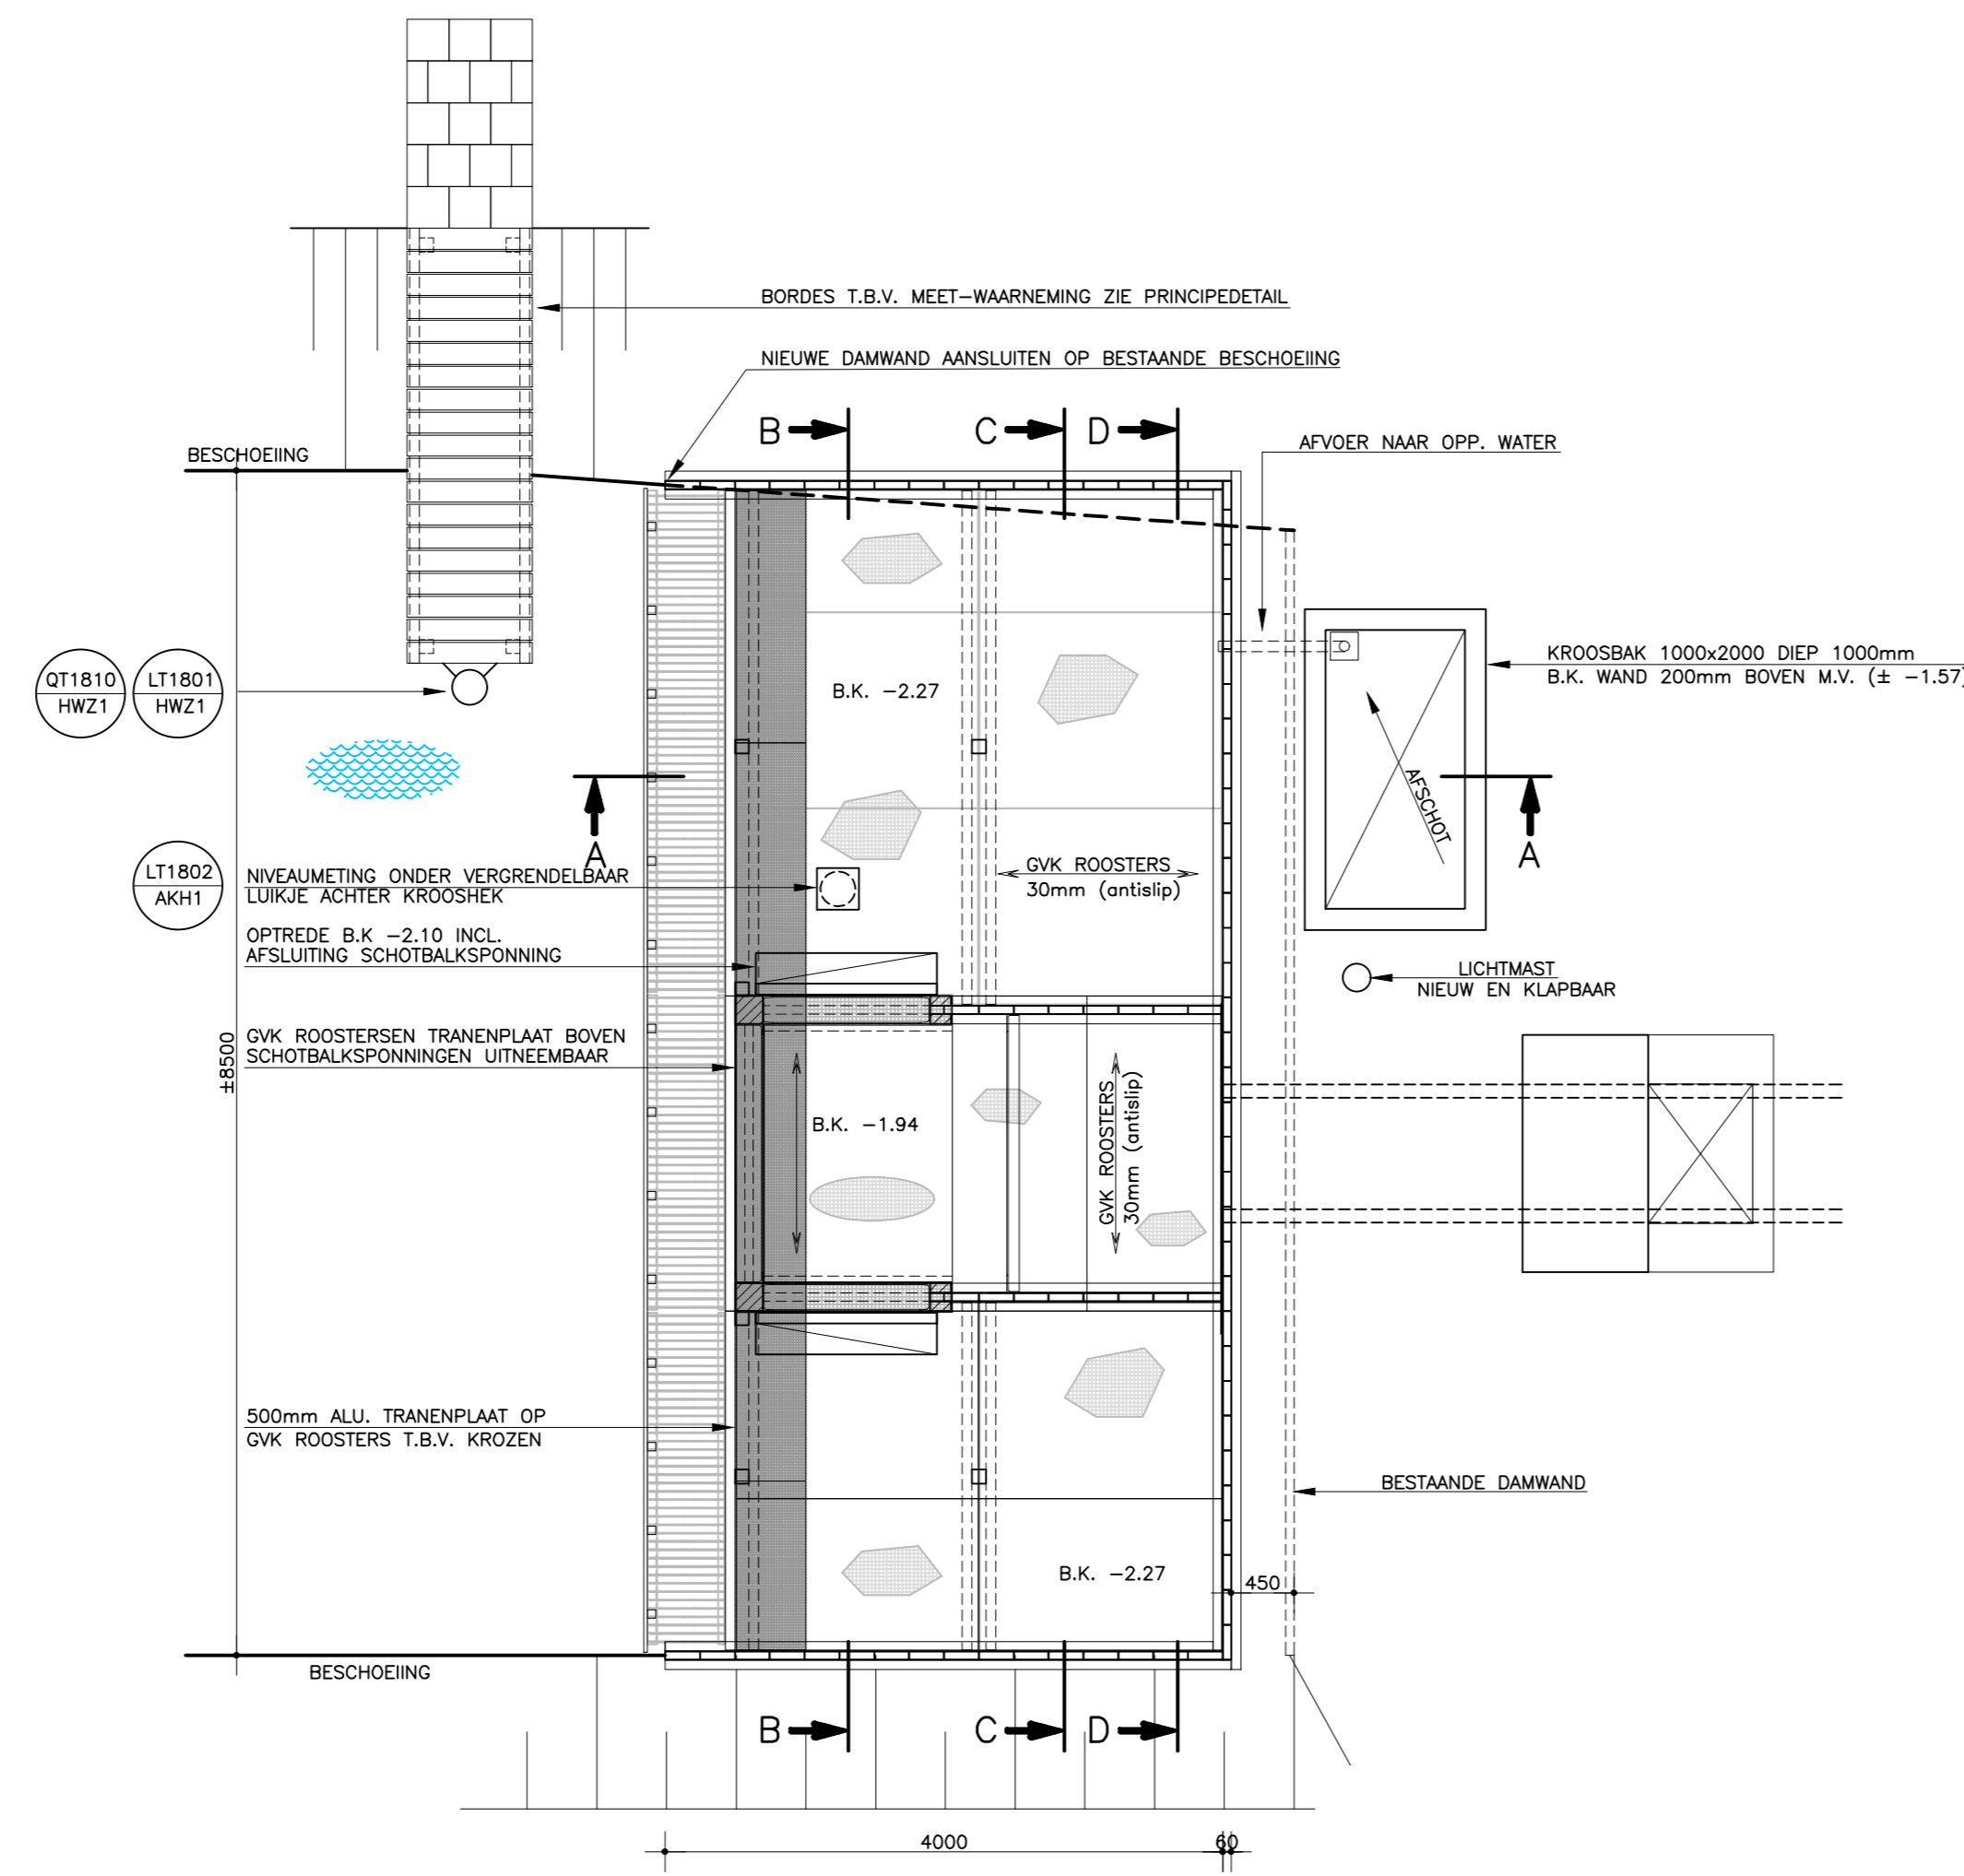 BORDES T.B.V. MEET-WAARNEMING ZIE PRINCIPEDETAIL
NIEUWE DAMWAND AANSLUITEN OP BESTAANDE BESCHOEIING
B
C
D
AFVOER NAAR OPP. WATER
BESCHOEIING
QT1810
HWZ1
LT1801
HWZ1
KROOSBAK 1000x2000 DIEP 1000mm
B.K. WAND 200mm BOVEN M.V. (± -1.57)
B.K. -2.27
AFSCHOT
A
A
LT1802
AKH1
NIVEAUMETING ONDER VERGRENDELBAAR
LUIKJE ACHTER KROOSHEK
GVK ROOSTERS
30mm (antislip)
OPTREDE B.K -2.10 INCL.
AFSLUITING SCHOTBALKSPONNING
LICHTMAST
NIEUW EN KLAPBAAR
±8500
GVK ROOSTERSEN TRANENPLAAT BOVEN
SCHOTBALKSPONNINGEN UITNEEMBAAR
B.K. -1.94
GVK ROOSTERS
30mm (antislip)
500mm ALU. TRANENPLAAT OP
GVK ROOSTERS T.B.V. KROZEN
BESTAANDE DAMWAND
B.K. -2.27
450
BESCHOEIING
B
C
D
4000
60